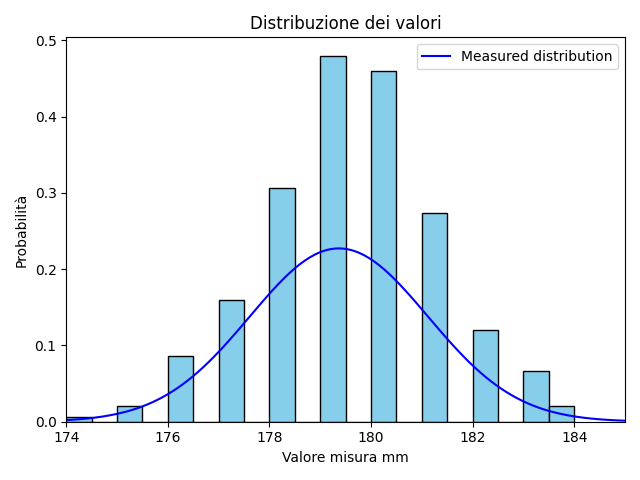 Distribuzione dei valori
Measured distribution
Probabilità
0.5
0.4
0.3
0.2
0.1
0.0
174 176 178 180 182 184
Valore misura mm